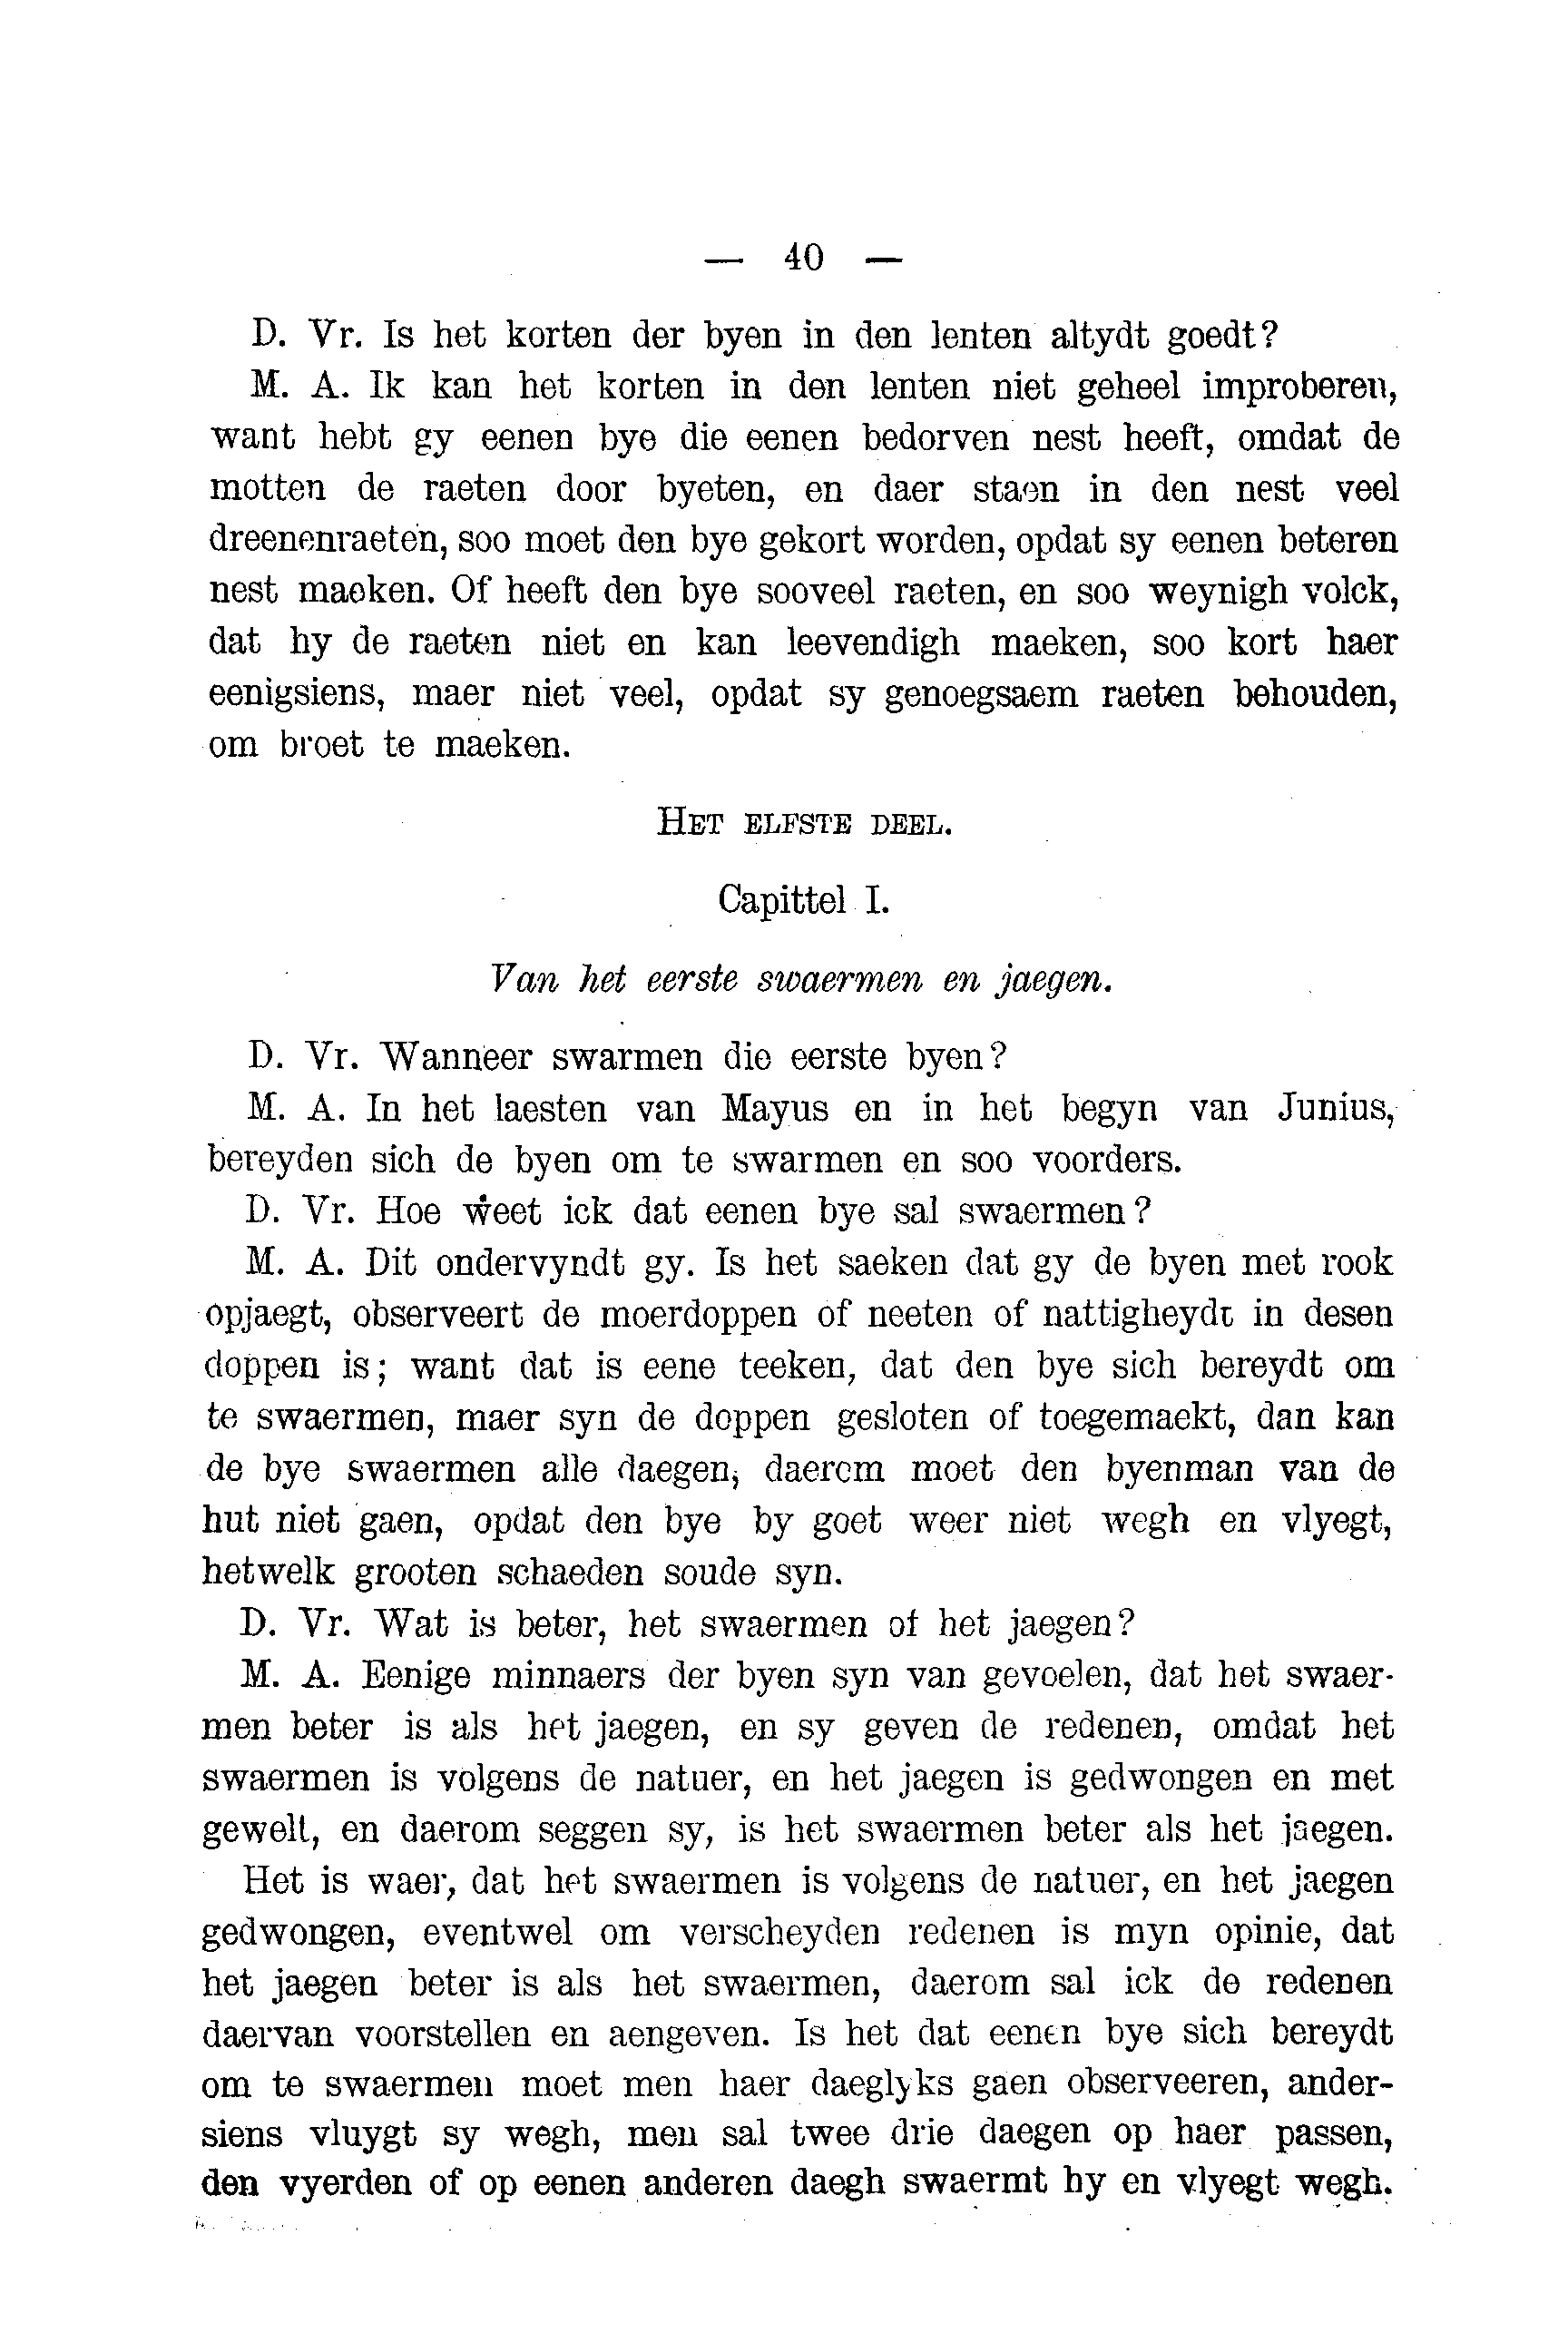 — 40 —
D. Vr. Is het korten der byen in den lenten altydt goedt?
M. A. Ik kan het korten in den lenten niet geheel improberen,
want hebt gy eenen bye die eenen bedorven nest heeft, omdat de
motten de raeten door byeten, en daer staen in den nest veel
dreenenraeten, soo moet den bye gekort worden, opdat sy eenen beteren
nest maeken. Of heeft den bye sooveel raeten, en soo weynigh volck,
dat hy de raeten niet en kan leevendigh maeken, soo kort haer
eenigsiens, maer niet veel, opdat sy genoegsaem raeten behouden,
om broet te maeken.
HET ELFSTE DEEL.
Capittel I.
Van het eerste swaermen en jaegen.
D. Vr. Wanneer swarmen die eerste byen?
M. A. In het laesten van Mayus en in het begyn van Junius,
bereyden sich de byen om te swarmen en soo voorders.
D. Vr. Hoe weet ick dat eenen bye sal swaermen?
M. A. Dit ondervyndt gy. Is het saeken dat gy de byen met rook
opjaegt, observeert de moerdoppen of neeten of nattigheydt in desen
doppen is; want dat is eene teeken, dat den bye sich bereydt om
te swaermen, maer syn de doppen gesloten of toegemaekt, dan kan
de bye swaermen alle daegen, daerom moet den byenman van de
hut niet gaen, opdat den bye by goet weer niet wegh en vlyegt,
hetwelk grooten schaeden soude syn.
D. Vr. Wat is beter, het swaermen of het jaegen?
M. A. Eenige minnaers der byen syn van gevoelen, dat het swaer-
men beter is als het jaegen, en sy geven de redenen, omdat het
swaermen is volgens de natuer, en het jaegen is gedwongen en met
gewelt, en daerom seggen sy, is het swaermen beter als het jaegen.
Het is waer, dat het swaermen is volgens de natuer, en het jaegen
gedwongen, eventwel om verscheyden redenen is myn opinie, dat
het jaegen beter is als het swaermen, daerom sal ick de redenen
daervan voorstellen en aengeven. Is het dat eenen bye sich bereydt
om te swaermen moet men haer daeglyks gaen observeeren, ander-
siens vluygt sy wegh, men sal twee drie daegen op haer passen,
den vyerden of op eenen anderen daegh swaermt hy en vlyegt wegh.